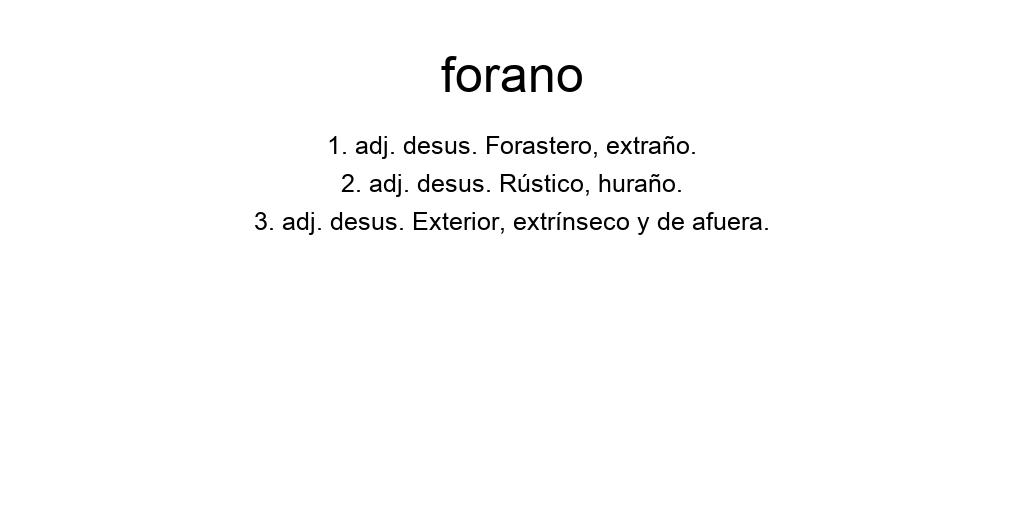 forano
1. adj. desus. Forastero, extraño.
2. adj. desus. Rústico, huraño.
3. adj. desus. Exterior, extrínseco y de afuera.